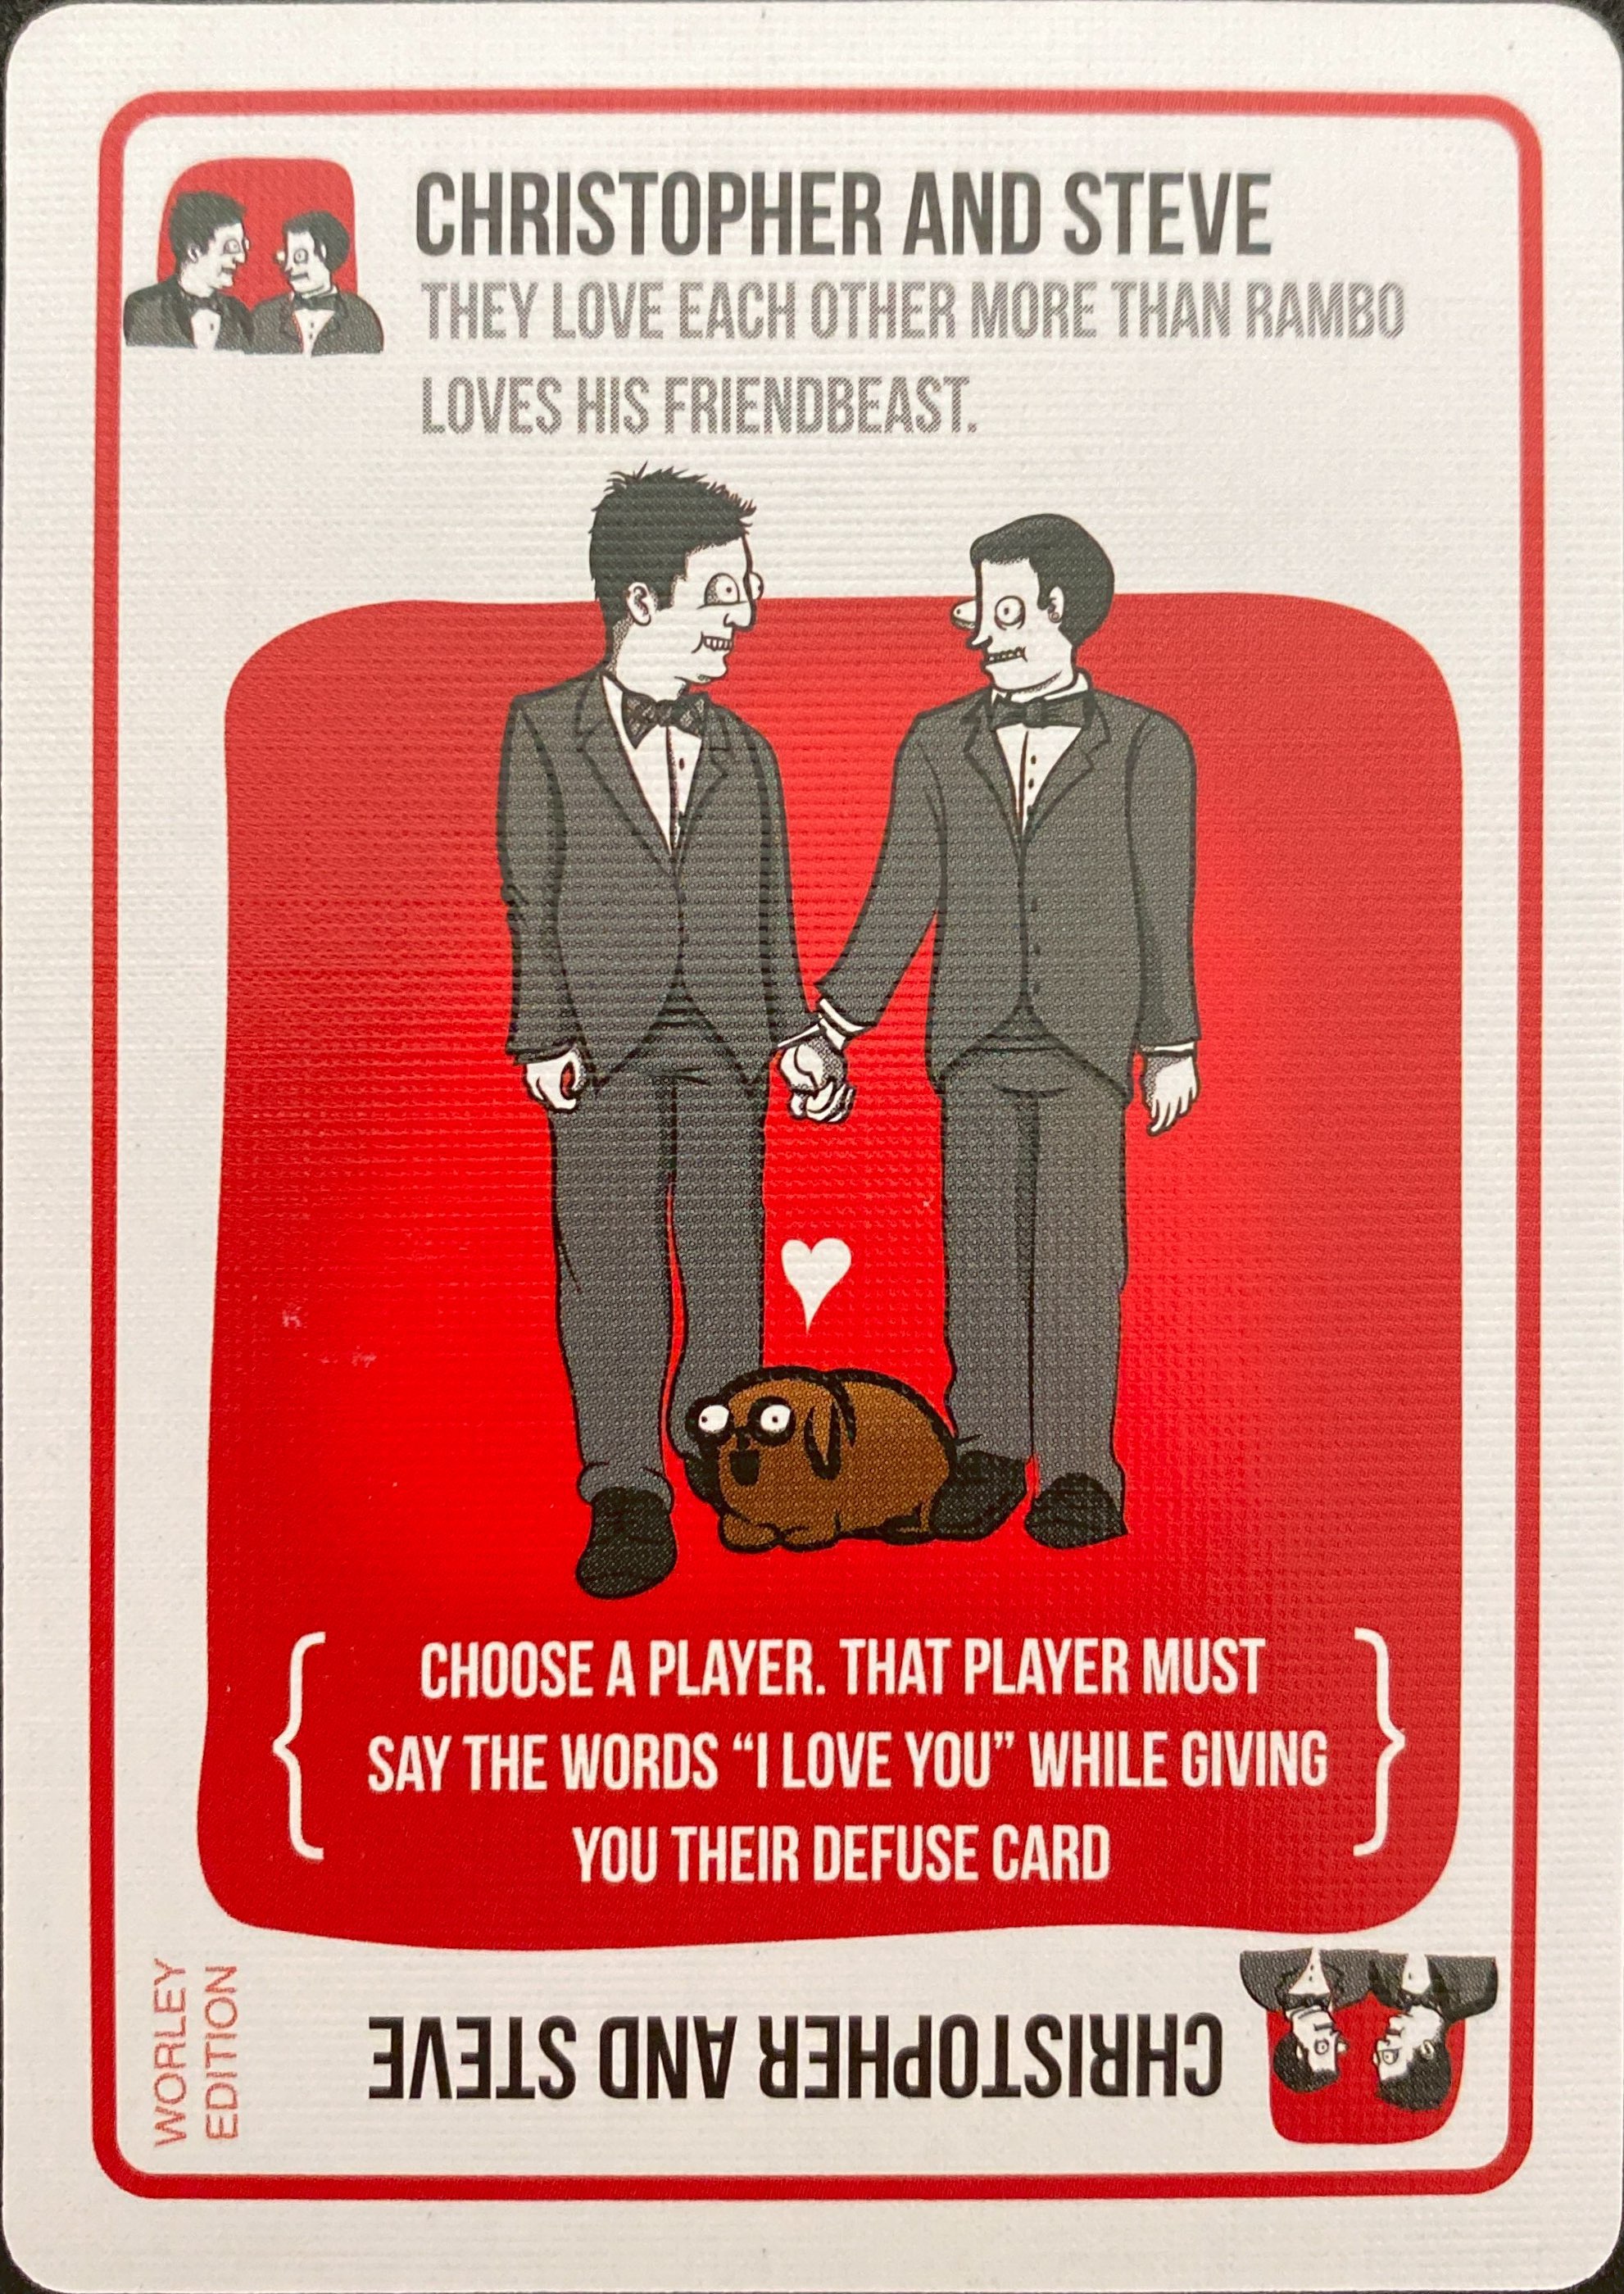 CHRISTOPHER AND STEVE
THEY LOVE EACH OTHER MORE THAN RAMBO
LOVES HIS FRIENDBEAST.
CHOOSE A PLAYER. THAT PLAYER MUST
SAY THE WORDS “I LOVE YOU” WHILE GIVING
YOU THEIR DEFUSE CARD
WORLEY
EDITION
CHRISTOPHER AND STEVE